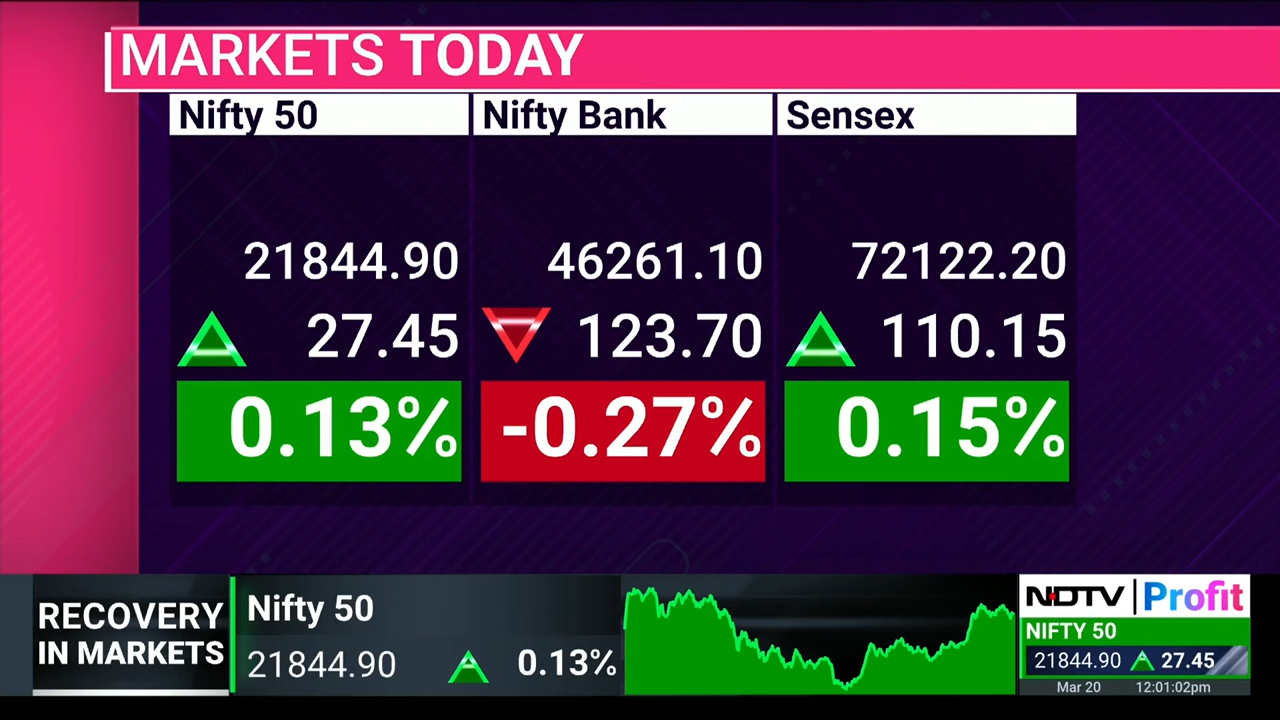 MARKETS TODAY
Nifty 50
21844.90
27.45
0.13%
Nifty Bank
46261.10
123.70
-0.27%
Sensex
72122.20
110.15
0.15%
RECOVERY
IN MARKETS
Nifty 50
21844.90
0.13%
NDTV Profit
NIFTY 50
21844.90 27.45
Mar 20 12:01:02pm